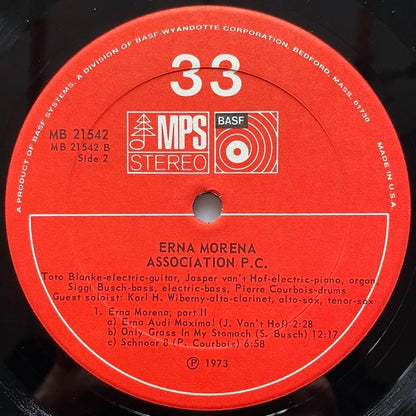 A PRODUCT OF BASF SYSTEMS, A DIVISION OF BASF-WYANDOTTE CORPORATION, BEDFORD, MASS. 01730
33
MB 21542
MB 21542 B
Side 2
MPS
STEREO
BASF
MADE IN U.S.A.
ERNA MORENA
ASSOCIATION P.C.
Toto Blanke-electric-guitar, Jasper van't Hof-electric-piano, organ,
Siggi Busch-bass, electric-bass, Pierre Courbois-drums
Guest soloist: Karl H. Wiberny-alto-clarinet, alto-sax, tenor-sax
1. Erna Morena, part II
a) Erna Audi Maxima! (J. Van't Hof) 2:28
b) Only Grass In My Stomach (S. Busch) 12:17
c) Schnoor 8 (P. Courbois) 6:58
Ⓟ 1973